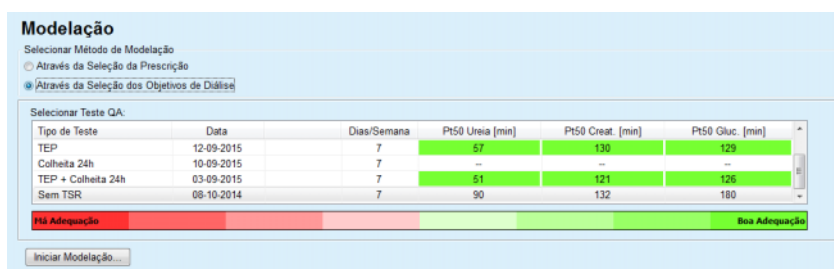 Modelação
Selecionar Método de Modelação
Através da Seleção da Prescrição
Através da Seleção dos Objetivos de Diálise
Selecionar Teste QA:
Tipo de Teste Data Dias/Semana Pt50 Ureia [min] Pt50 Creat. [min] Pt50 Gluc. [min]
TEP 12-09-2015 7 57 130 129
Colheita 24h 10-09-2015 7 -- -- --
TEP + Colheita 24h 03-09-2015 7 51 121 126
Sem TSR 08-10-2014 7 90 132 180
Má Adequação Boa Adequação
Iniciar Modelação...